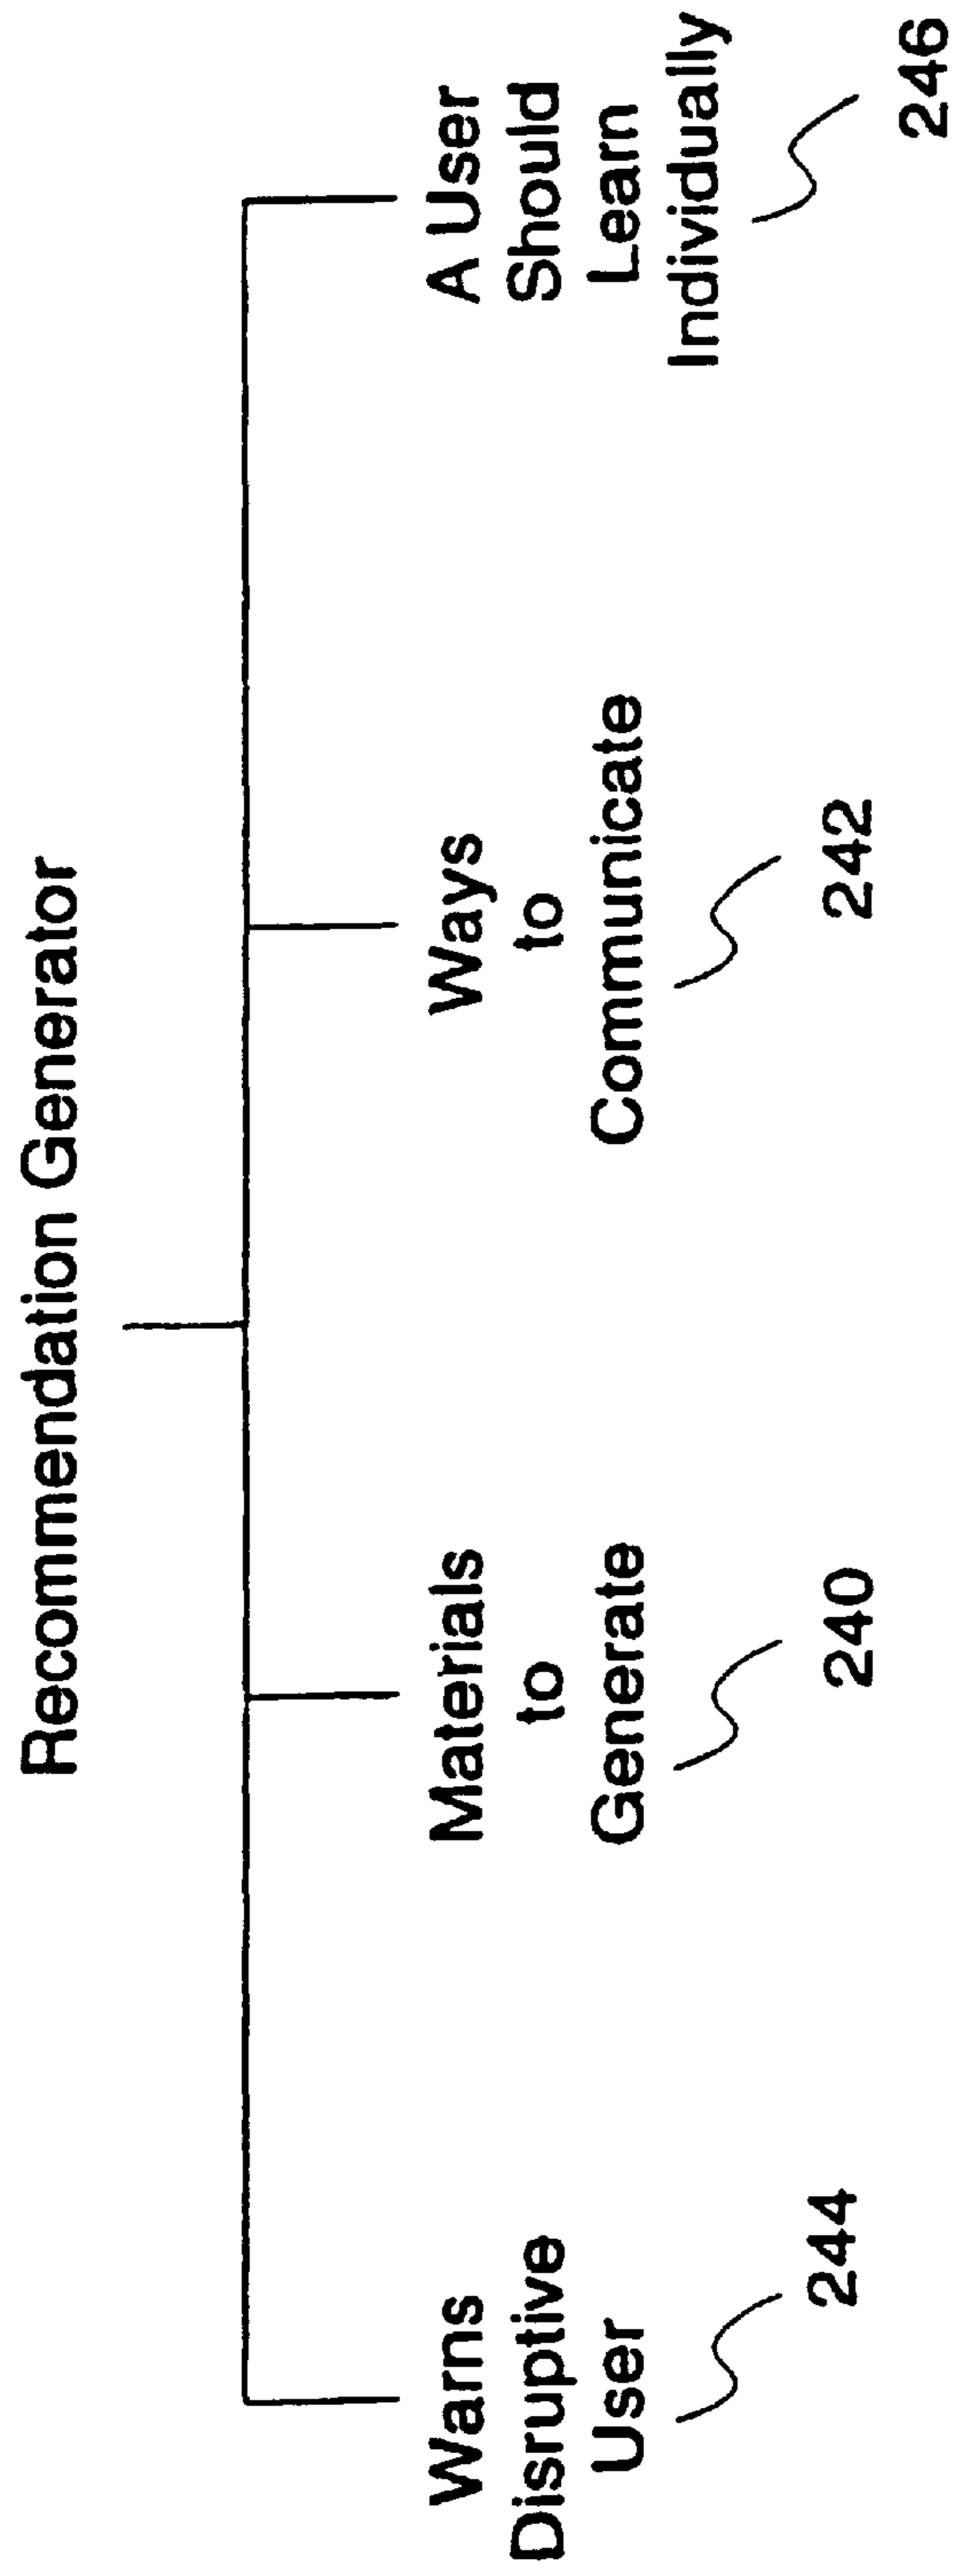 Recommendation Generator
Warns
Disruptive
User
244
Materials
to
Generate
240
Ways
to
Communicate
242
A User
Should
Learn
Individually
246